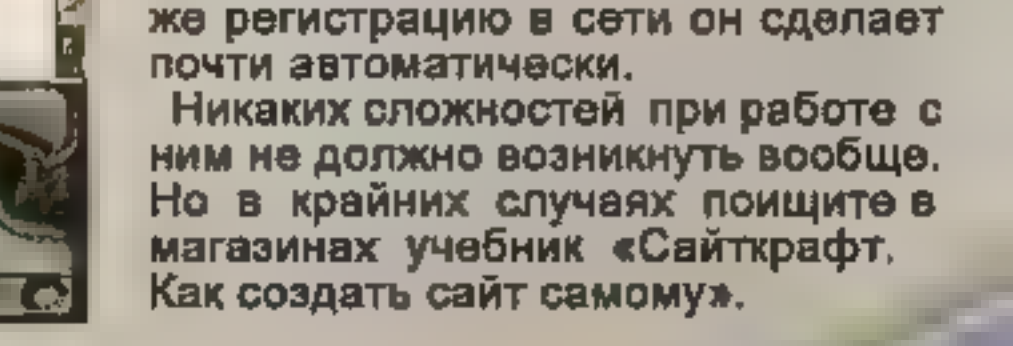 же регистрацию в сети он сделает
почти автоматически.
Никаких сложностей при работе с
ним не должно возникнуть вообще.
Но в крайних случаях поищите в
магазинах учебник «Сайткрафт.
Как создать сайт самому».